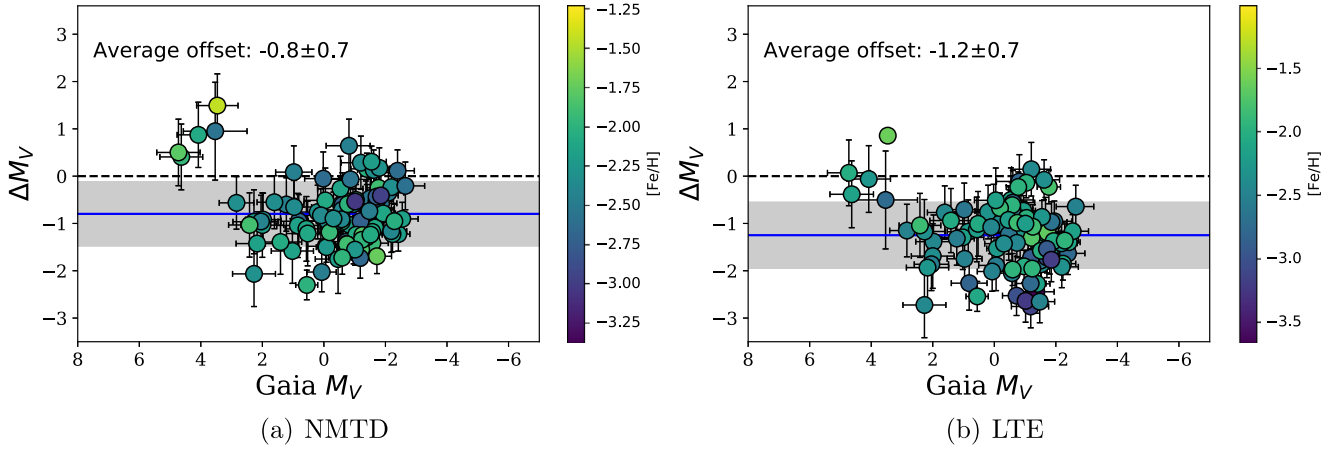 Average offset: -0.8±0.7
3
2
1
0
−1
−2
−3
ΔM_V
8 6 4 2 0 −2 −4 −6
Gaia M_V
−1.25
−1.50
−1.75
−2.00
−2.25
−2.50
−2.75
−3.00
−3.25
[Fe/H]
(a) NMTD
Average offset: -1.2±0.7
3
2
1
0
−1
−2
−3
ΔM_V
8 6 4 2 0 −2 −4 −6
Gaia M_V
−1.5
−2.0
−2.5
−3.0
−3.5
[Fe/H]
(b) LTE